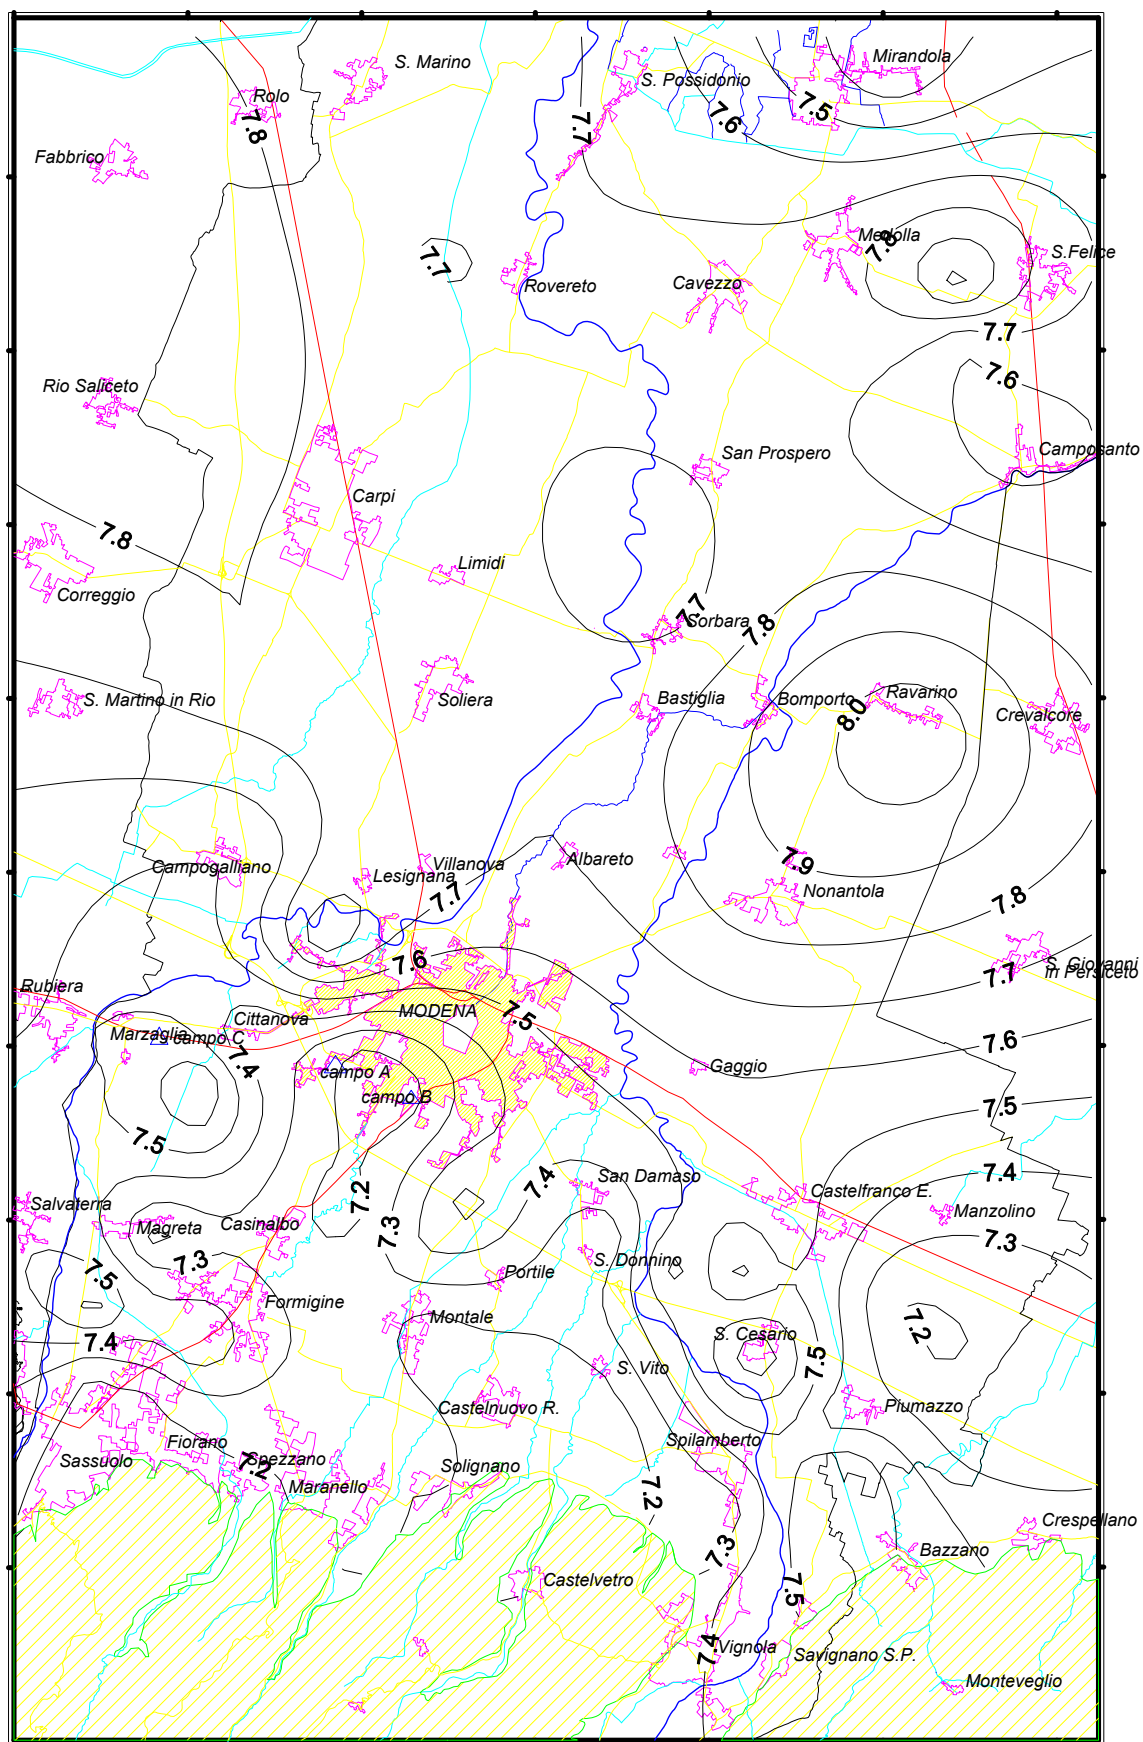 S. Marino
Mirandola
S. Possidonio
Rolo
7.8
7.7
7.6
7.5
Fabbrico
Medolla
7.8
S.Felice
7.7
Rovereto
Cavezzo
7.7
7.6
Rio Saliceto
Camposanto
San Prospero
Carpi
7.8
Limidi
Correggio
7.7
Sorbara
7.8
S. Martino in Rio
Soliera
Bastiglia
Bomporto
Ravarino
8.0
Crevalcore
Campogalliano
Villanova
Albareto
7.9
Lesignana
7.7
Nonantola
7.8
7.6
S. Giovanni
in Persiceto
7.7
Rubiera
MODENA
7.5
Cittanova
Marzaglia
campo C
7.4
7.6
campo A
Gaggio
campo B
7.5
7.5
7.4
7.4
San Damaso
7.2
Castelfranco E.
Salvaterra
Magreta
Casinalbo
7.3
Manzolino
7.3
7.3
S. Donnino
7.5
Portile
Formigine
Montale
7.2
7.4
S. Cesario
7.5
S. Vito
Castelnuovo R.
Piumazzo
Fiorano
Spilamberto
Sassuolo
Spezzano
7.2
Solignano
Maranello
7.2
Crespellano
7.3
Bazzano
Castelvetro
7.5
7.4
Vignola
Savignano S.P.
Monteveglio